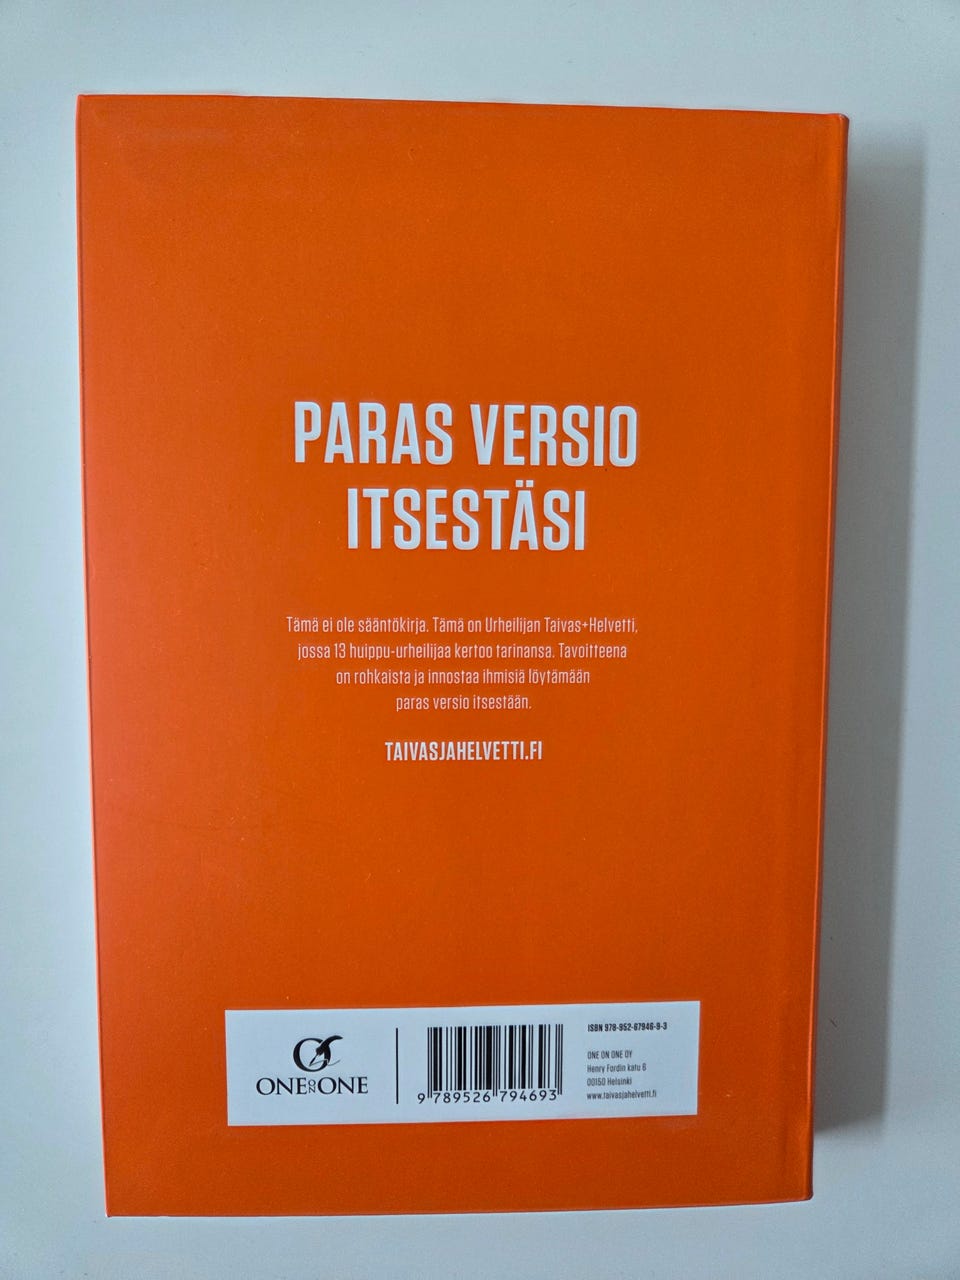 PARAS VERSIO
ITSESTÄSI
Tämä ei ole sääntökirja. Tämä on Urheilijan Taivas+Helvetti,
jossa 13 huippu-urheilijaa kertoo tarinansa. Tavoitteena
on rohkaista ja innostaa ihmisiä löytämään
paras versio itsestään.
TAIVASJAHELVETTI.FI
ONE ON ONE
9 789526 794693
ISBN 978-952-67946-9-3
ONE ON ONE OY
Henry Fordin katu 6
00150 Helsinki
www.taivasjahelvetti.fi